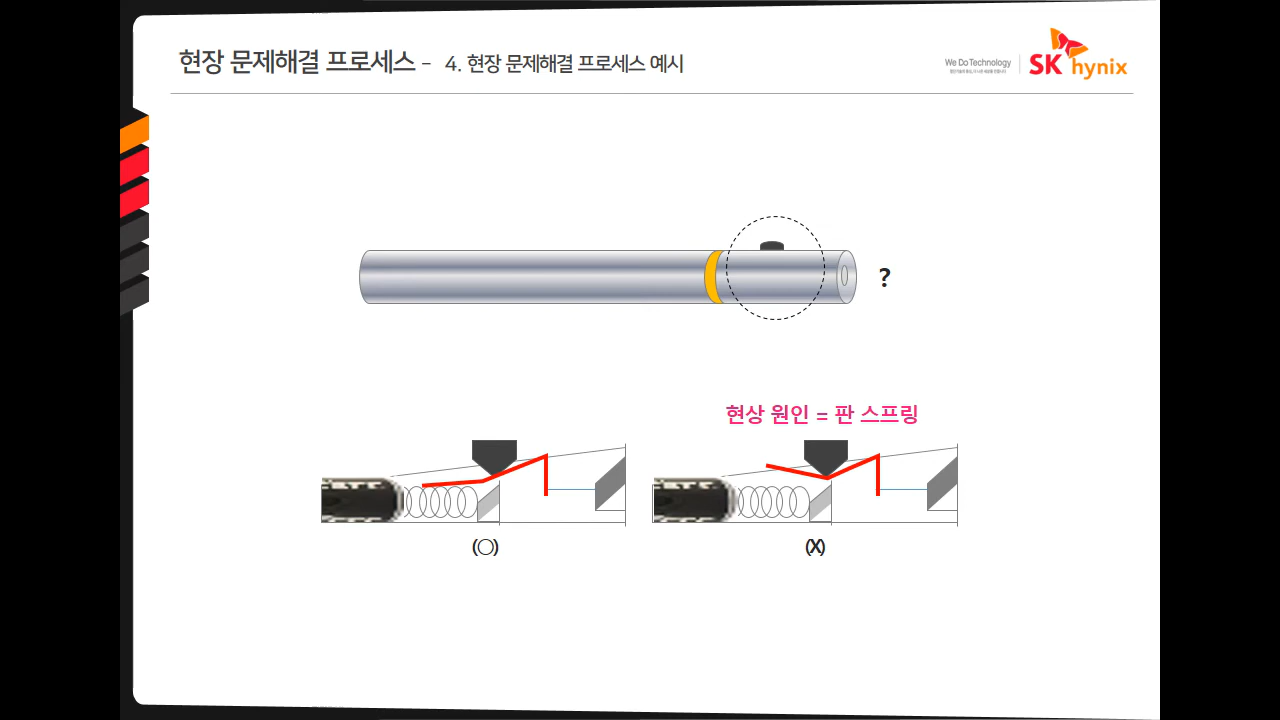 현장 문제해결 프로세스 - 4. 현장 문제해결 프로세스 예시
We Do Technology
SK hynix
?
현상 원인 = 판 스프링
(○)
(X)